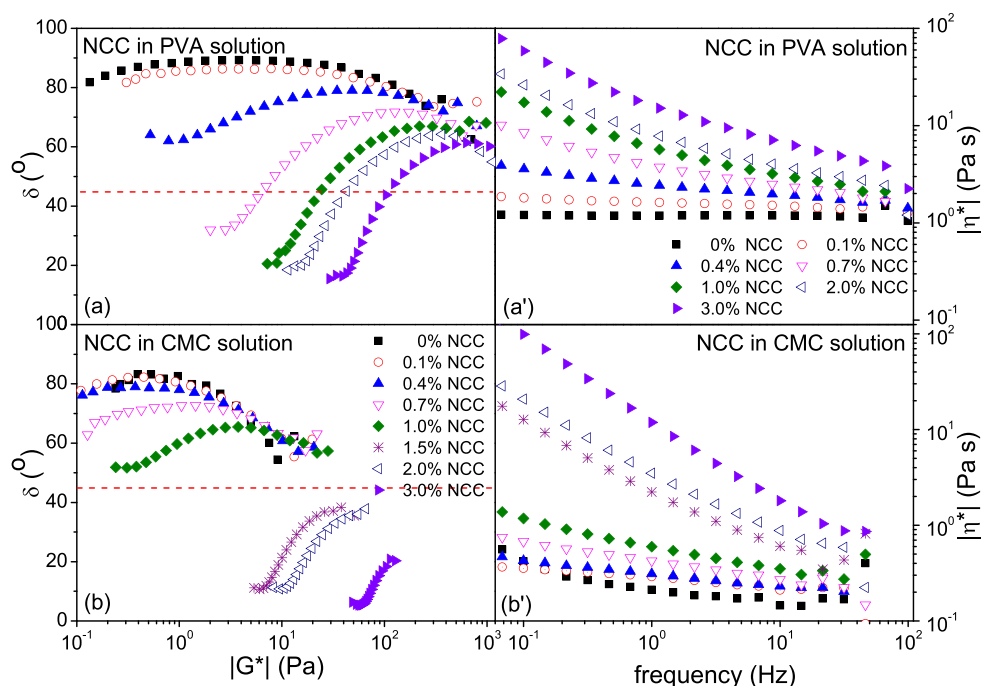 NCC in PVA solution
NCC in PVA solution
100
80
60
40
20
0
δ (°)
(a)
(a')
10²
10¹
10⁰
10⁻¹
|η*| (Pa s)
0% NCC
0.1% NCC
0.4% NCC
0.7% NCC
1.0% NCC
2.0% NCC
3.0% NCC
NCC in CMC solution
NCC in CMC solution
100
80
60
40
20
0
δ (°)
0% NCC
0.1% NCC
0.4% NCC
0.7% NCC
1.0% NCC
1.5% NCC
2.0% NCC
3.0% NCC
(b)
(b')
10²
10¹
10⁰
10⁻¹
|η*| (Pa s)
10⁻¹ 10⁰ 10¹ 10² 10³
10⁻¹ 10⁰ 10¹ 10²
|G*| (Pa)
frequency (Hz)